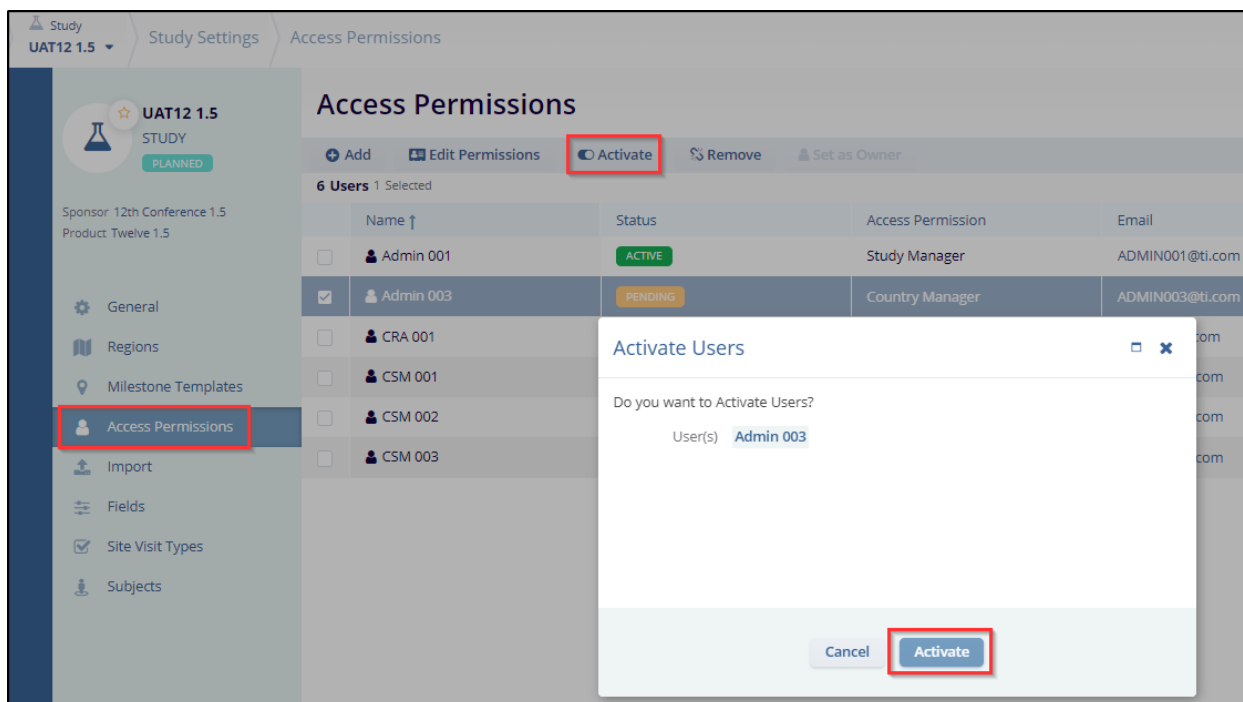 Study
UAT12 1.5
Study Settings
Access Permissions
UAT12 1.5
STUDY
PLANNED
Sponsor 12th Conference 1.5
Product Twelve 1.5
General
Regions
Milestone Templates
Access Permissions
Import
Fields
Site Visit Types
Subjects
Access Permissions
Add Edit Permissions Activate Remove Set as Owner
6 Users 1 Selected
Name ↑ Status Access Permission Email
Admin 001 ACTIVE Study Manager ADMIN001@ti.com
Admin 003 PENDING Country Manager ADMIN003@ti.com
CRA 001 com
CSM 001 com
CSM 002 com
CSM 003 com
Activate Users
Do you want to Activate Users?
User(s) Admin 003
Cancel Activate